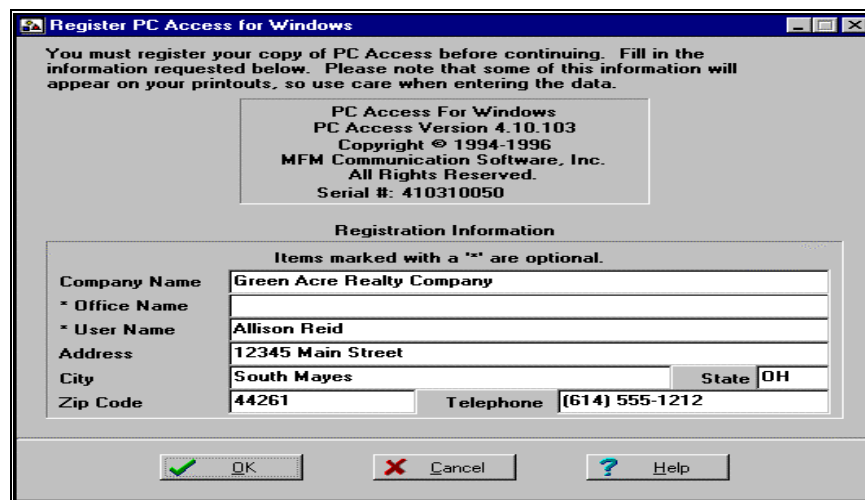 Register PC Access for Windows
You must register your copy of PC Access before continuing. Fill in the
information requested below. Please note that some of this information will
appear on your printouts, so use care when entering the data.
PC Access For Windows
PC Access Version 4.10.103
Copyright © 1994-1996
MFM Communication Software, Inc.
All Rights Reserved.
Serial #: 410310050
Registration Information
Items marked with a '*' are optional.
Company Name Green Acre Realty Company
* Office Name
* User Name Allison Reid
Address 12345 Main Street
City South Mayes State OH
Zip Code 44261 Telephone (614) 555-1212
OK Cancel Help